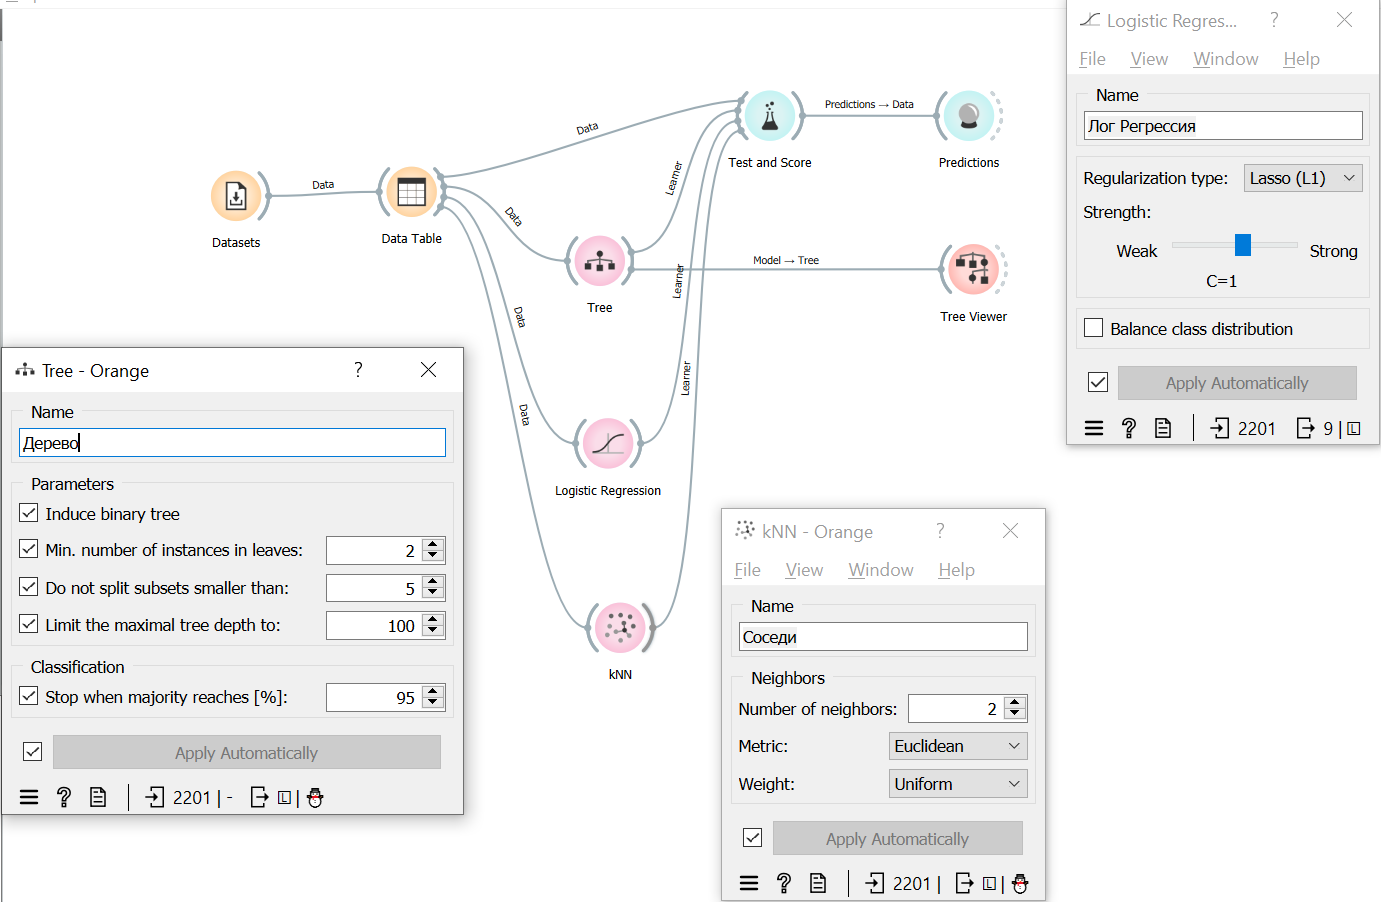 Datasets
Data
Data Table
Data
Data
Data
Data
Learner
Learner
Learner
Test and Score
Predictions → Data
Predictions
Tree
Model → Tree
Tree Viewer
Logistic Regression
kNN
Logistic Regres... ?
File View Window Help
Name
Лог Регрессия
Regularization type: Lasso (L1)
Strength:
Weak Strong
C=1
Balance class distribution
Apply Automatically
? 2201 9 | L
Tree - Orange ?
Name
Дерево
Parameters
Induce binary tree
Min. number of instances in leaves: 2
Do not split subsets smaller than: 5
Limit the maximal tree depth to: 100
Classification
Stop when majority reaches [%]: 95
Apply Automatically
? 2201 | - L |
kNN - Orange ?
File View Window Help
Name
Соседи
Neighbors
Number of neighbors: 2
Metric: Euclidean
Weight: Uniform
Apply Automatically
? 2201 | L |